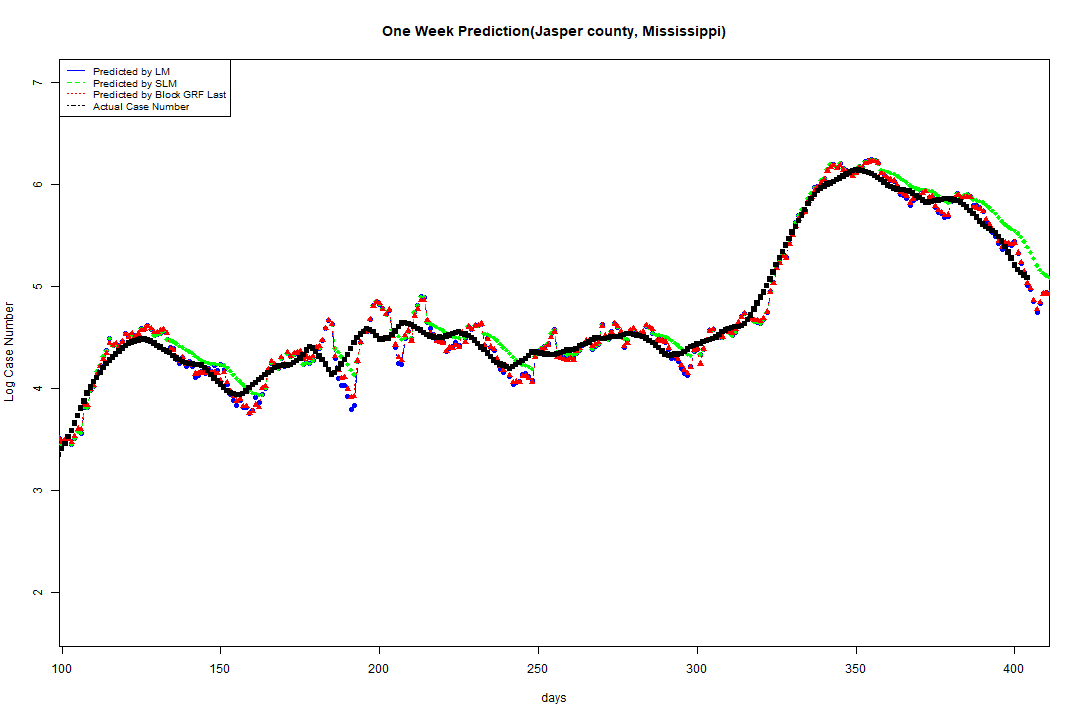 One Week Prediction(Jasper county, Mississippi)
Predicted by LM
Predicted by SLM
Predicted by Block GRF Last
Actual Case Number
7
6
5
4
3
2
Log Case Number
100 150 200 250 300 350 400
days